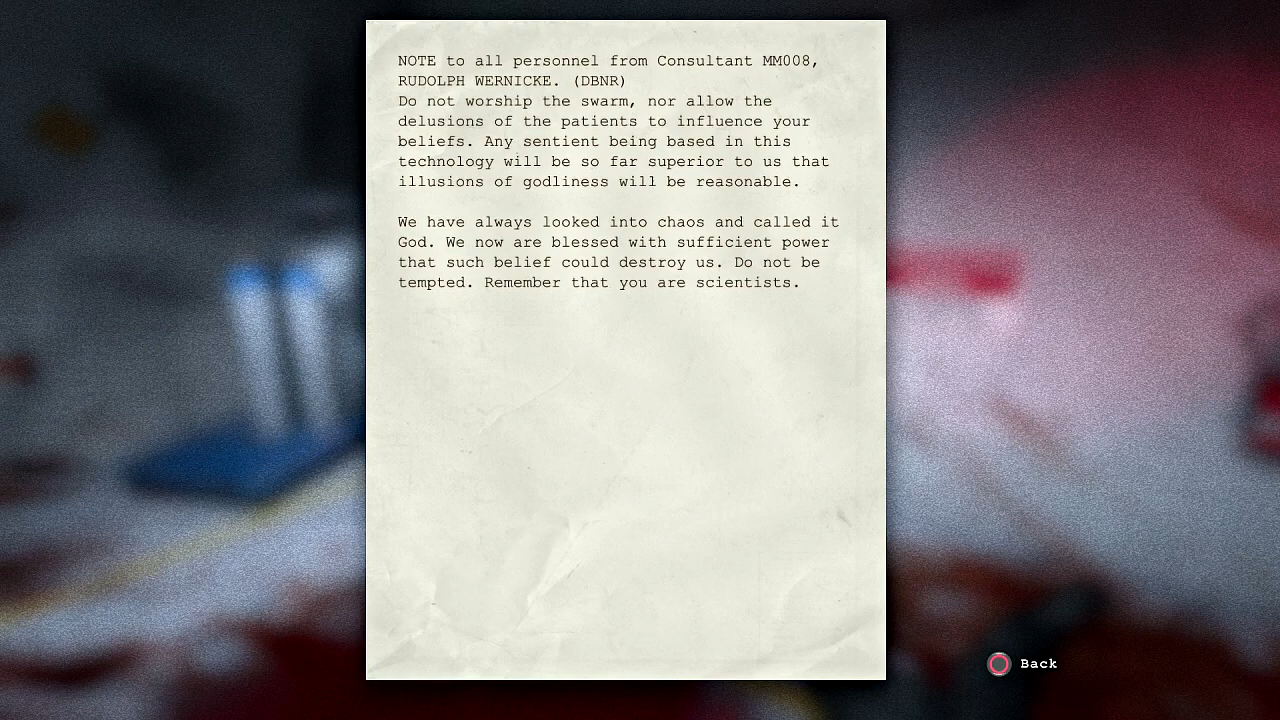 NOTE to all personnel from Consultant MM008,
RUDOLPH WERNICKE. (DBNR)
Do not worship the swarm, nor allow the
delusions of the patients to influence your
beliefs. Any sentient being based in this
technology will be so far superior to us that
illusions of godliness will be reasonable.
We have always looked into chaos and called it
God. We now are blessed with sufficient power
that such belief could destroy us. Do not be
tempted. Remember that you are scientists.
Back